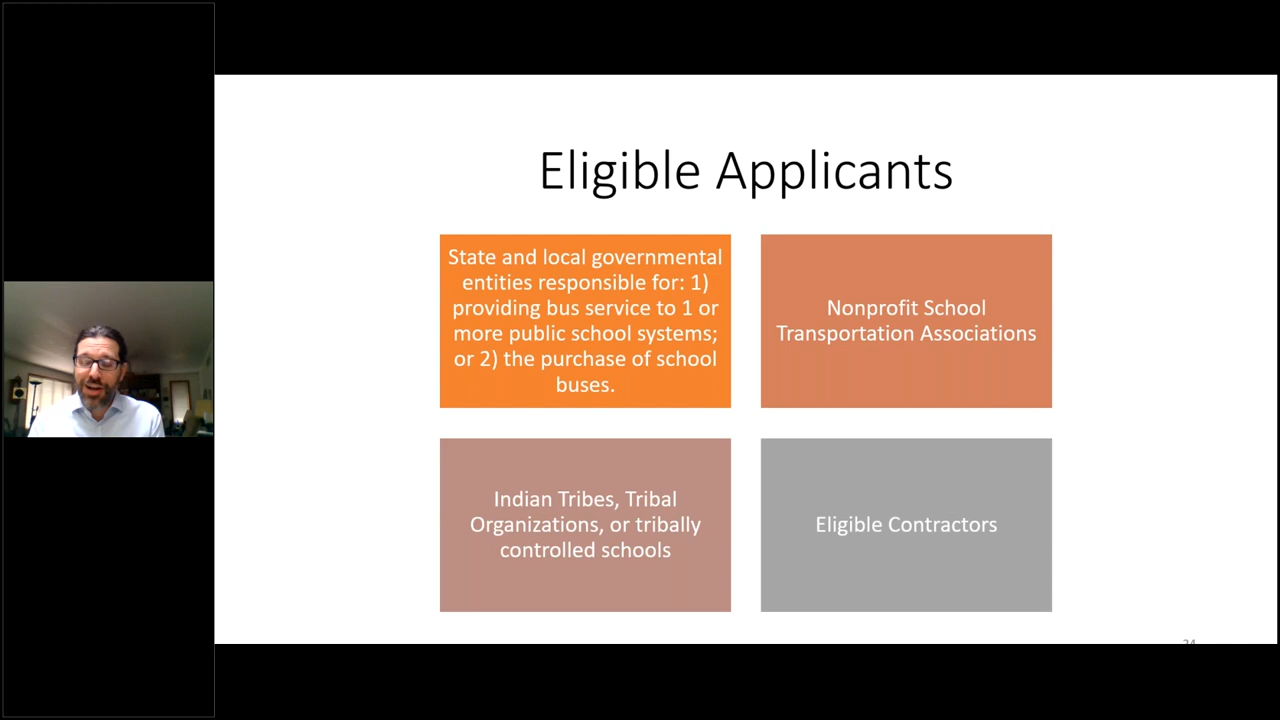 Eligible Applicants
State and local governmental
entities responsible for: 1)
providing bus service to 1 or
more public school systems;
or 2) the purchase of school
buses.
Nonprofit School
Transportation Associations
Indian Tribes, Tribal
Organizations, or tribally
controlled schools
Eligible Contractors
24